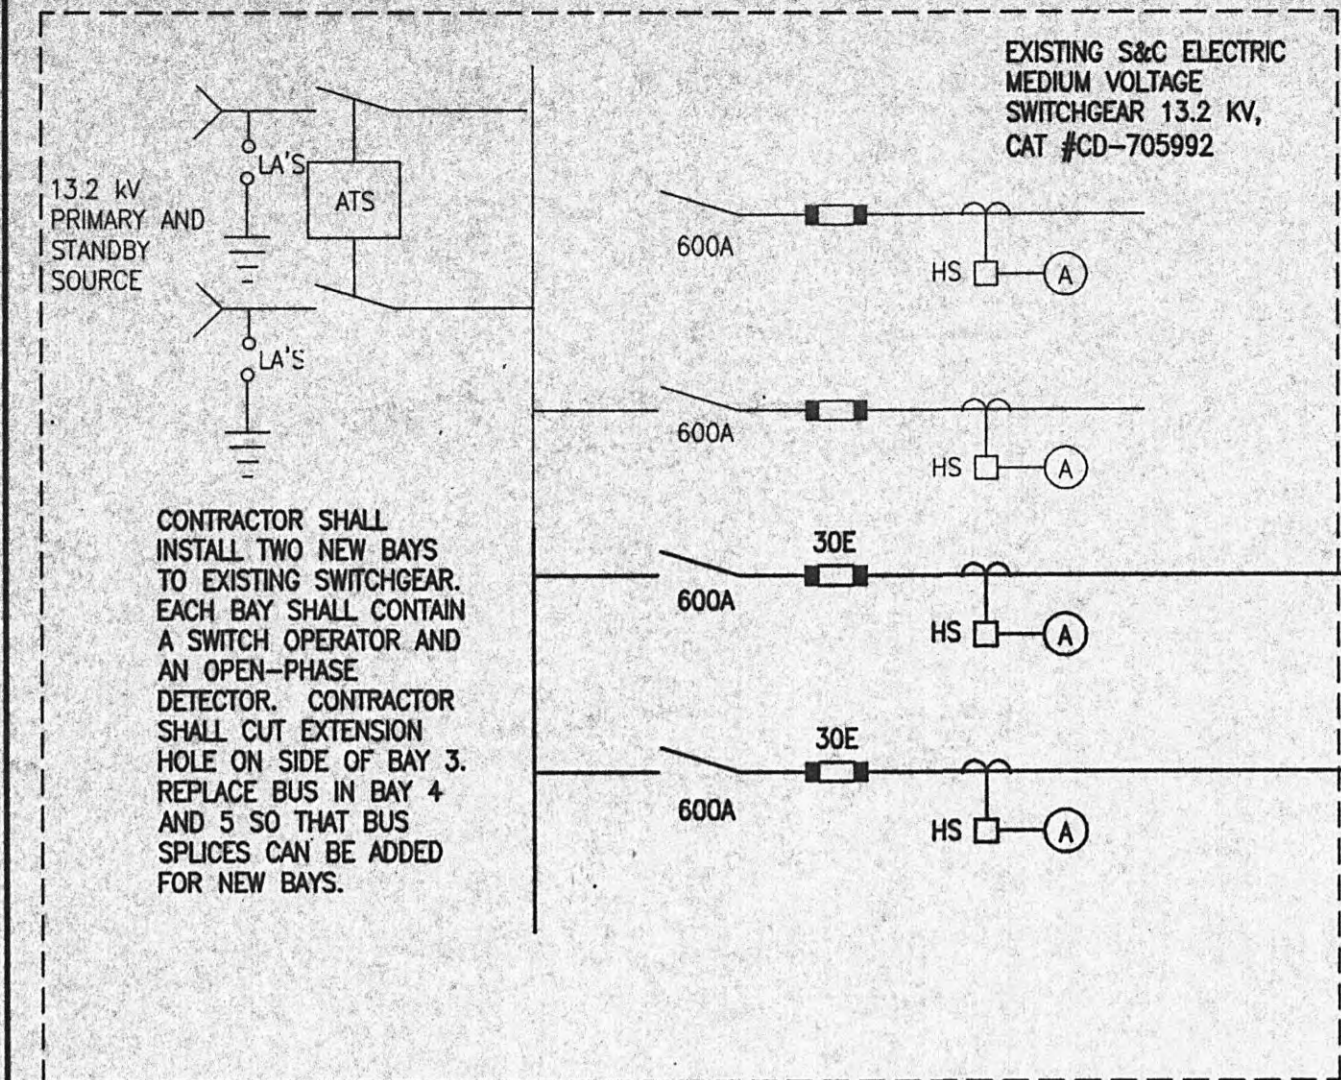 EXISTING S&C ELECTRIC
MEDIUM VOLTAGE
SWITCHGEAR 13.2 KV,
CAT #CD-705992
LA'S
ATS
13.2 kV
PRIMARY AND
STANDBY
SOURCE
LA'S
600A
HS
A
600A
HS
A
CONTRACTOR SHALL
INSTALL TWO NEW BAYS
TO EXISTING SWITCHGEAR.
EACH BAY SHALL CONTAIN
A SWITCH OPERATOR AND
AN OPEN-PHASE
DETECTOR. CONTRACTOR
SHALL CUT EXTENSION
HOLE ON SIDE OF BAY 3.
REPLACE BUS IN BAY 4
AND 5 SO THAT BUS
SPLICES CAN BE ADDED
FOR NEW BAYS.
30E
600A
HS
A
30E
600A
HS
A